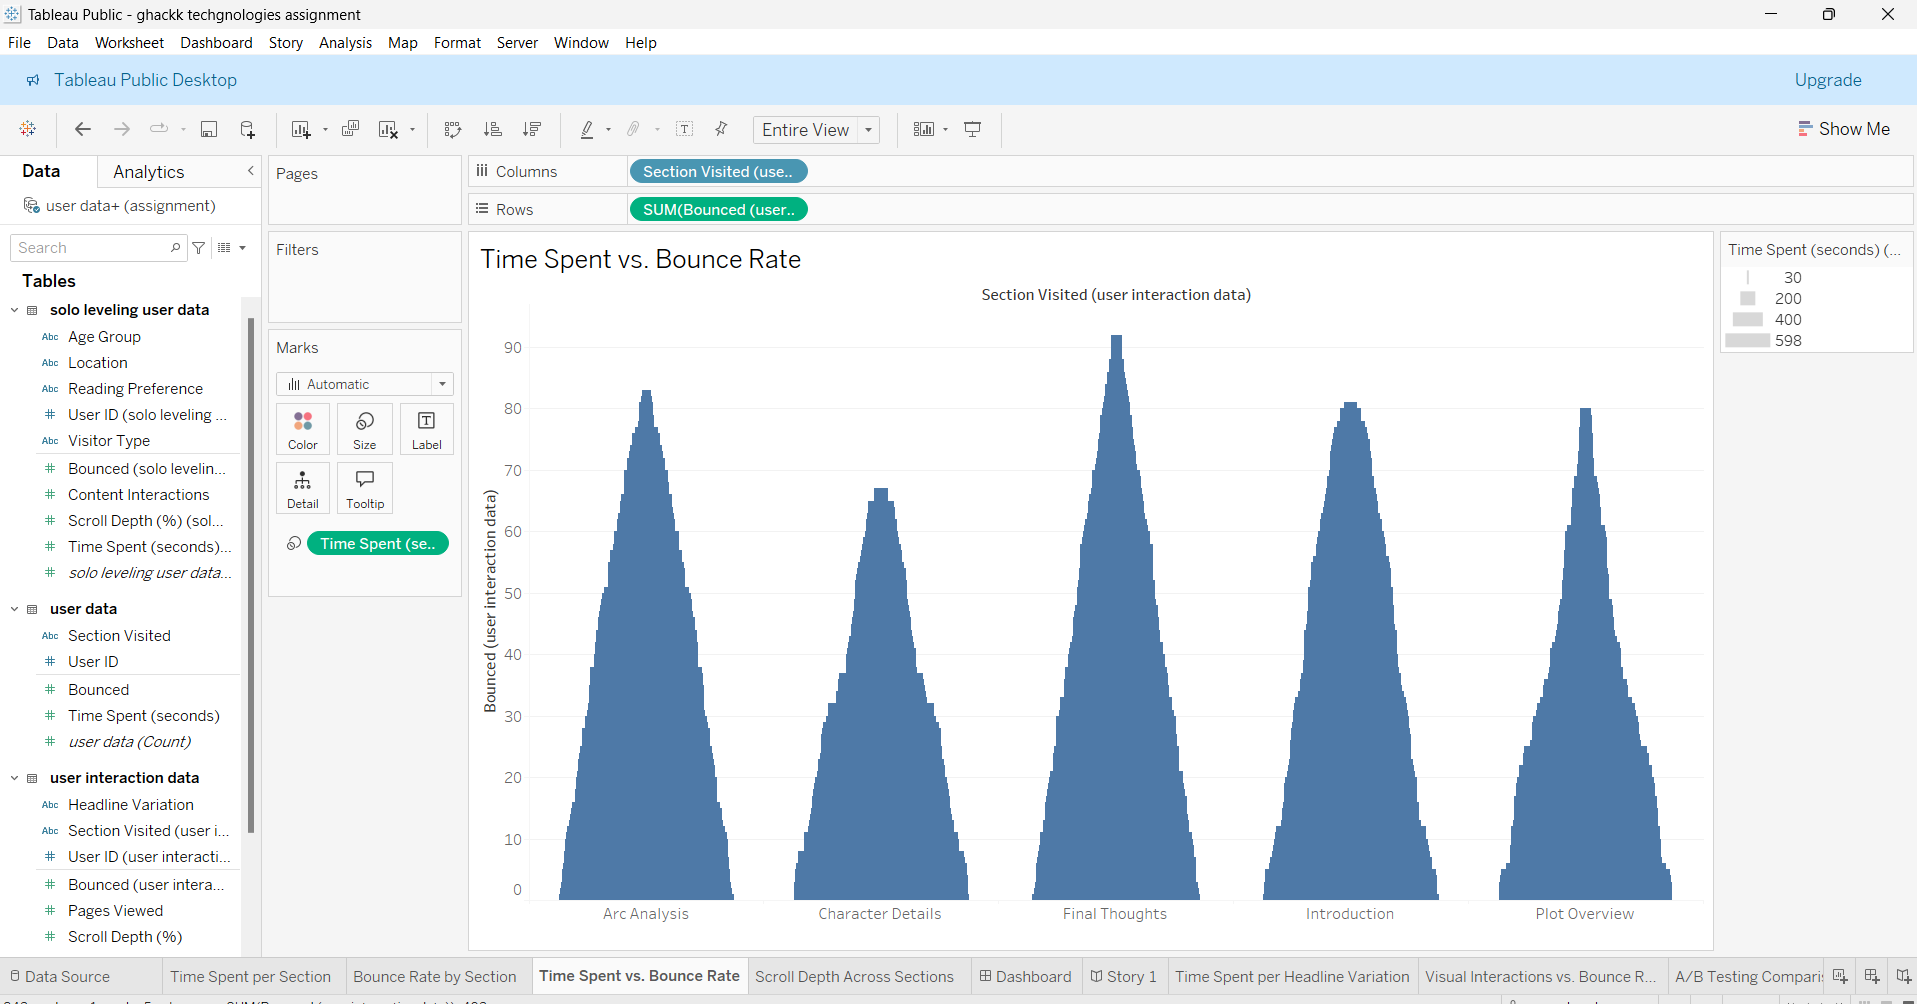 Tableau Public - ghackk techgnologies assignment
File Data Worksheet Dashboard Story Analysis Map Format Server Window Help
Tableau Public Desktop
Upgrade
Entire View
Show Me
Data
Analytics
user data+ (assignment)
Search
Tables
solo leveling user data
Abc Age Group
Abc Location
Abc Reading Preference
# User ID (solo leveling ...
Abc Visitor Type
# Bounced (solo levelin...
# Content Interactions
# Scroll Depth (%) (sol...
# Time Spent (seconds)...
# solo leveling user data...
user data
Abc Section Visited
# User ID
# Bounced
# Time Spent (seconds)
# user data (Count)
user interaction data
Abc Headline Variation
Abc Section Visited (user i...
# User ID (user interacti...
# Bounced (user intera...
# Pages Viewed
# Scroll Depth (%)
Pages
Filters
Marks
Automatic
Color Size Label
Detail Tooltip
Time Spent (se..
Columns Section Visited (use..
Rows SUM(Bounced (user..
Time Spent vs. Bounce Rate
Section Visited (user interaction data)
Bounced (user interaction data)
90
80
70
60
50
40
30
20
10
0
Arc Analysis Character Details Final Thoughts Introduction Plot Overview
Time Spent (seconds) (...
30
200
400
598
Data Source Time Spent per Section Bounce Rate by Section Time Spent vs. Bounce Rate Scroll Depth Across Sections Dashboard Story 1 Time Spent per Headline Variation Visual Interactions vs. Bounce R... A/B Testing Comparis